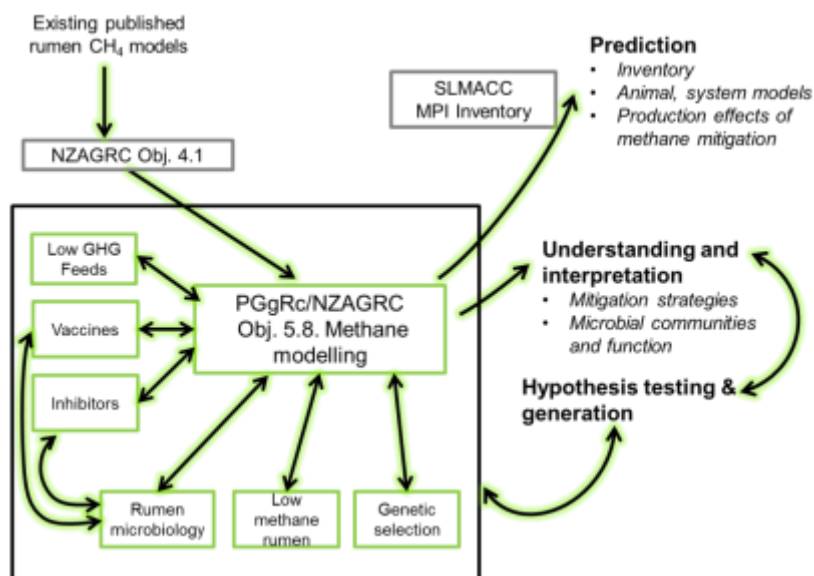 Existing published
rumen CH₄ models
NZAGRC Obj. 4.1
SLMACC
MPI Inventory
Prediction
• Inventory
• Animal, system models
• Production effects of
methane mitigation
Low GHG
Feeds
Vaccines
Inhibitors
PGgRc/NZAGRC
Obj. 5.8. Methane
modelling
Understanding and
interpretation
• Mitigation strategies
• Microbial communities
and function
Hypothesis testing &
generation
Rumen
microbiology
Low
methane
rumen
Genetic
selection